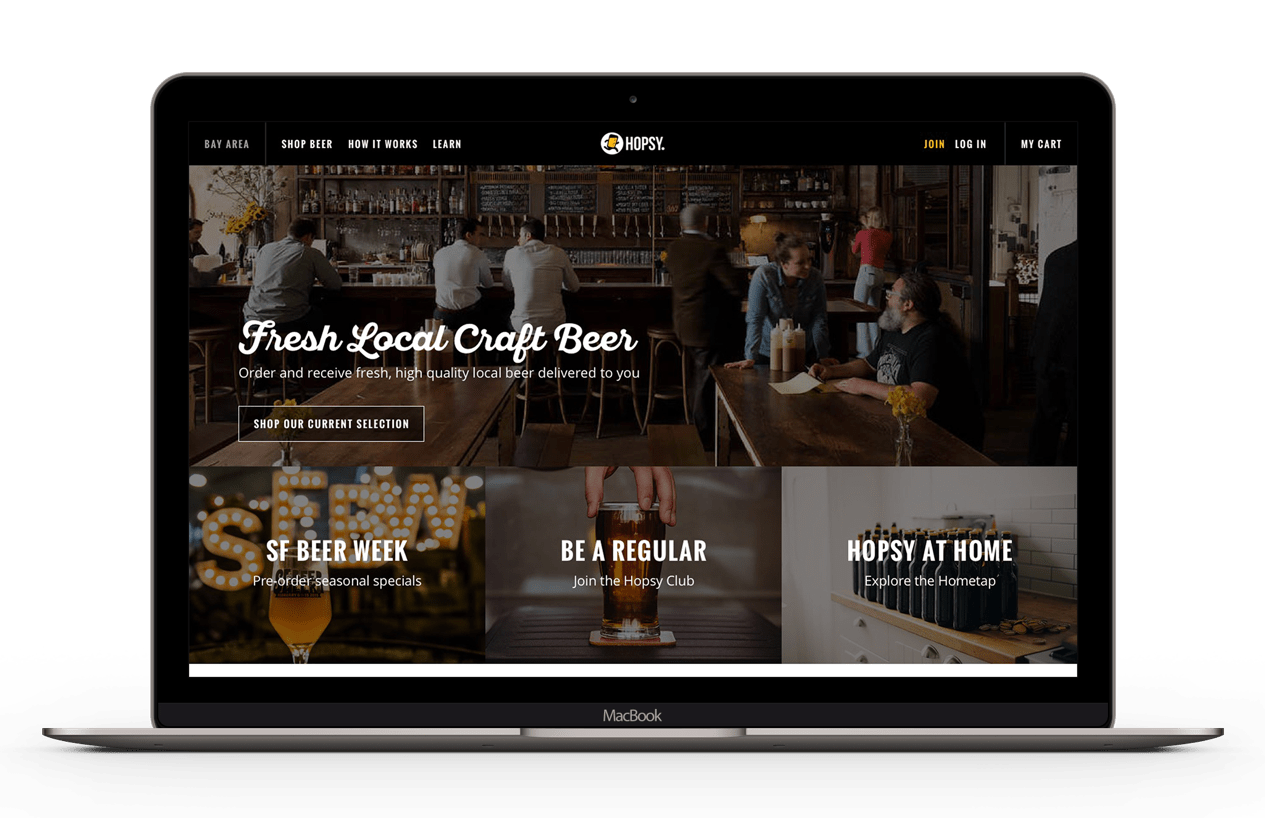 BAY AREA
SHOP BEER
HOW IT WORKS
LEARN
HOPSY.
JOIN
LOG IN
MY CART
Fresh Local Craft Beer
Order and receive fresh, high quality local beer delivered to you
SHOP OUR CURRENT SELECTION
SFBW
SF BEER WEEK
Pre-order seasonal specials
BE A REGULAR
Join the Hopsy Club
HOPSY AT HOME
Explore the Hometap
MacBook